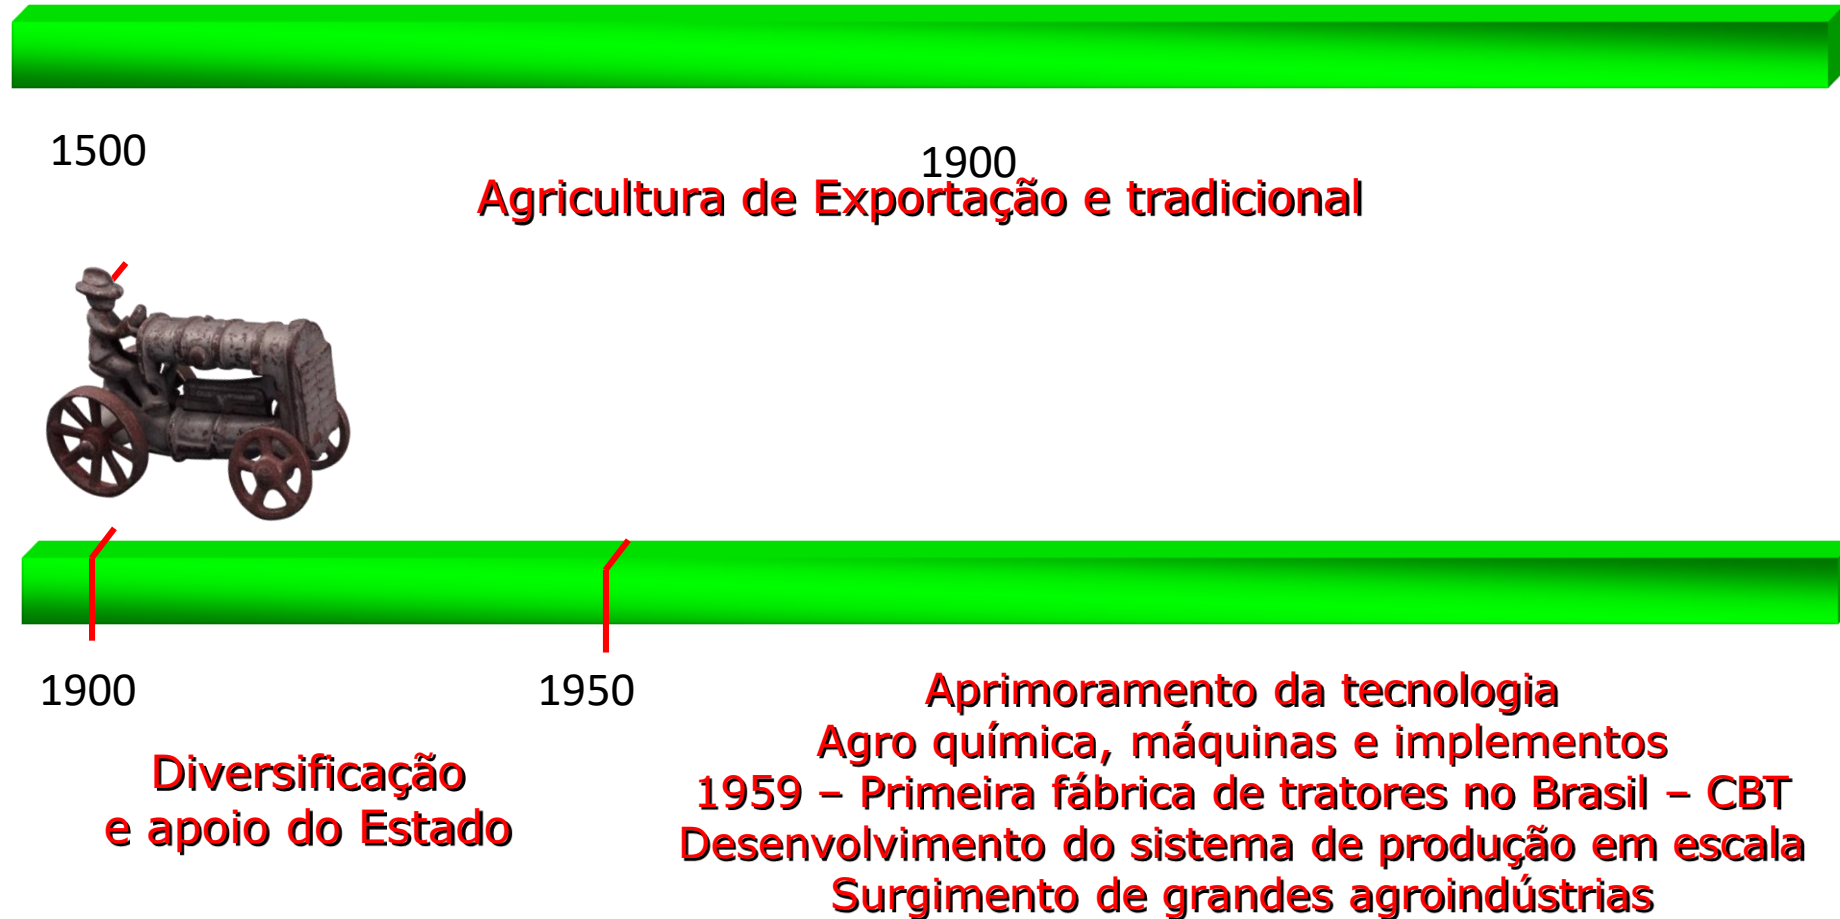 1500
1900
Agricultura de Exportação e tradicional
1900
1950
Diversificação
e apoio do Estado
Aprimoramento da tecnologia
Agro química, máquinas e implementos
1959 – Primeira fábrica de tratores no Brasil – CBT
Desenvolvimento do sistema de produção em escala
Surgimento de grandes agroindústrias